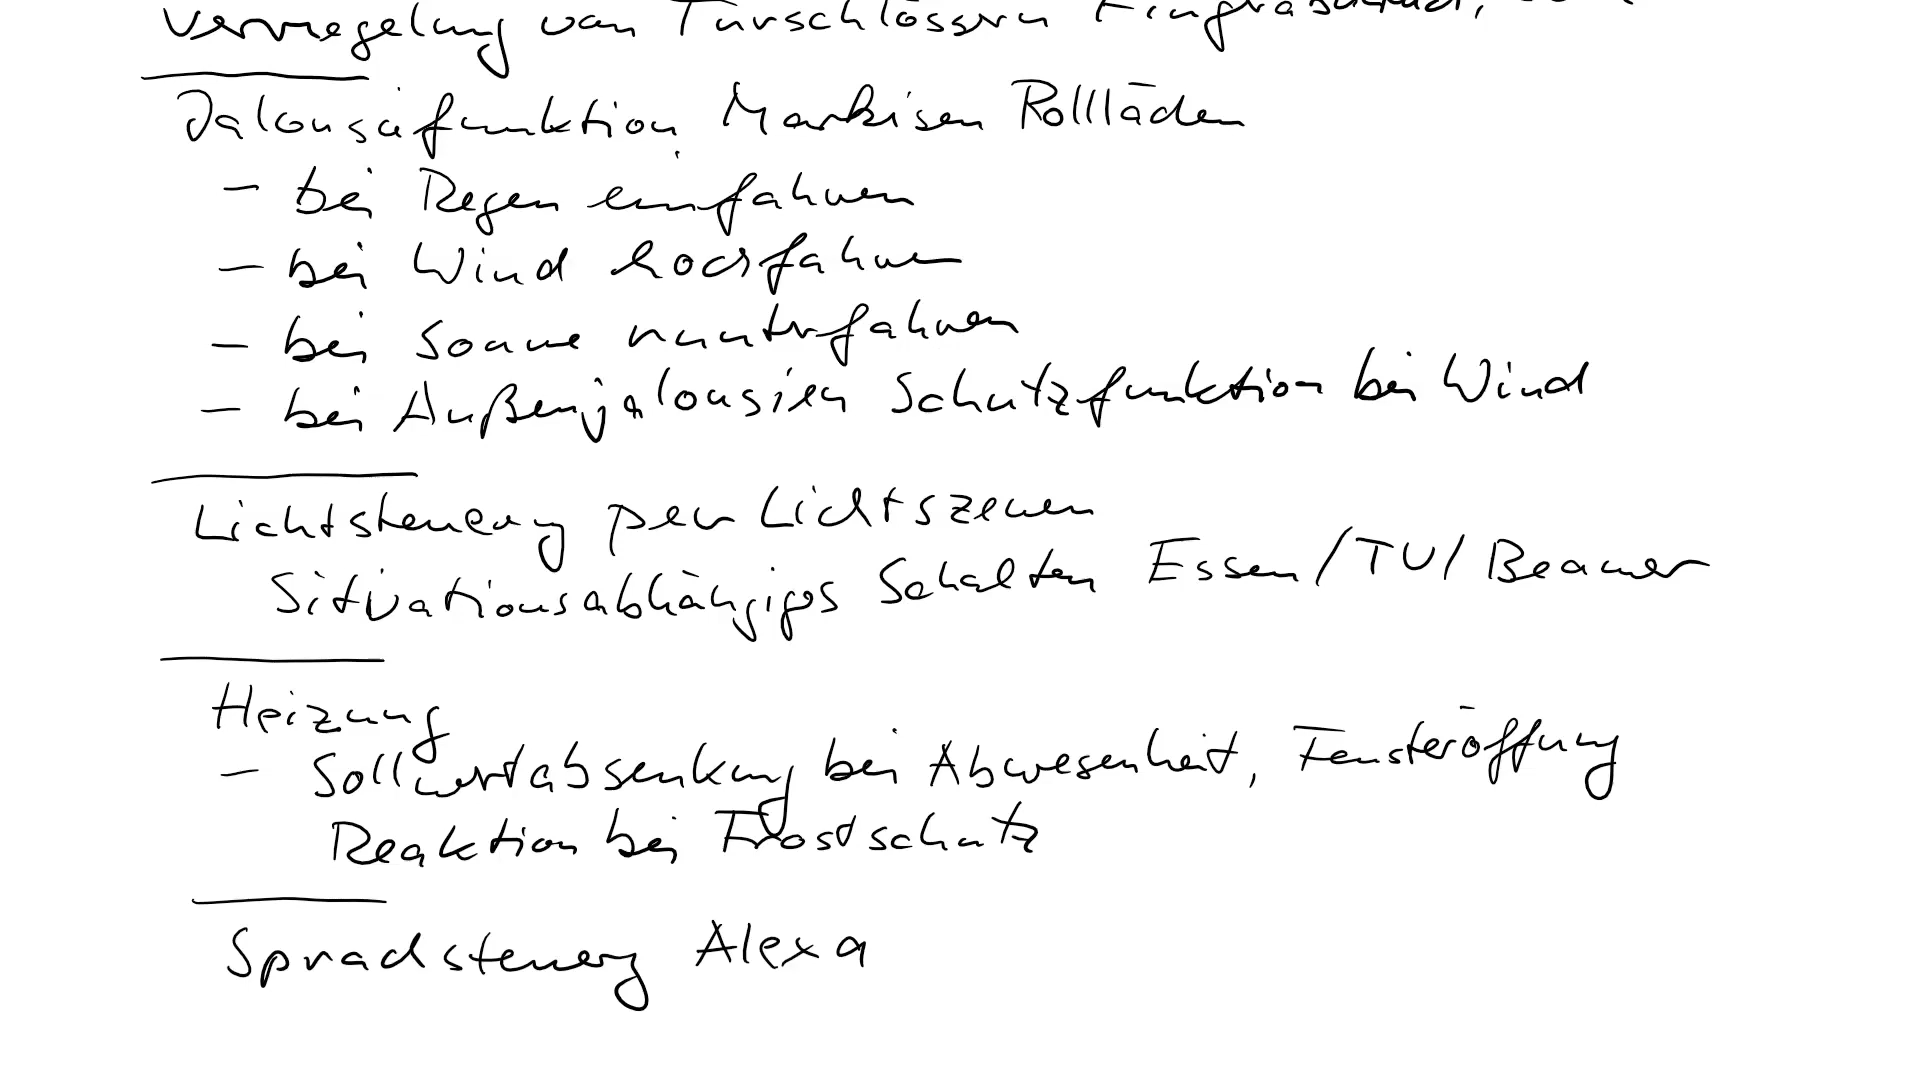 Verriegelung von Türschlössern
Jalousiefunktion Markisen Rollläden
- bei Regen einfahren
- bei Wind hochfahren
- bei Sonne runterfahren
- bei Außenjalousien Schutzfunktion bei Wind
Lichtsteuerung per Lichtszenen
Situationsabhängiges Schalten Essen/TV/Beamer
Heizung
- Sollwertabsenkung bei Abwesenheit, Fensteröffnung
Reaktion bei Frostschutz
Sprachsteuerung Alexa